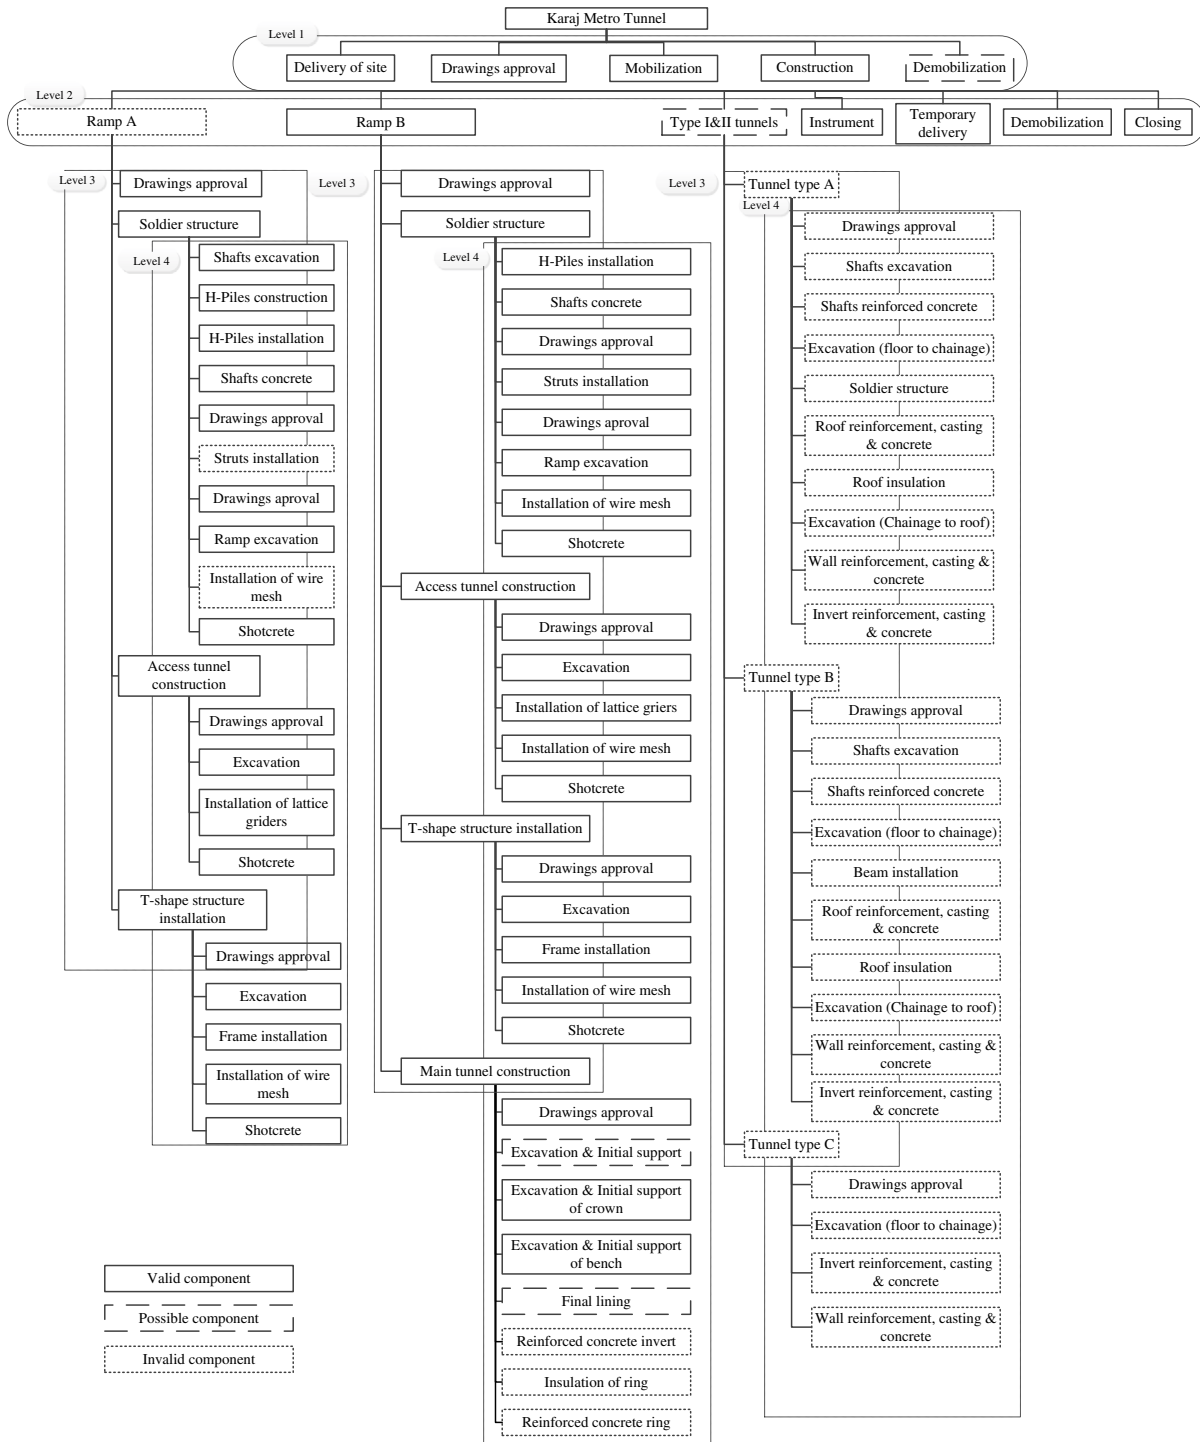 Karaj Metro Tunnel
Level 1
Delivery of site
Drawings approval
Mobilization
Construction
Demobilization
Level 2
Ramp A
Ramp B
Type I&II tunnels
Instrument
Temporary
delivery
Demobilization
Closing
Level 3
Drawings approval
Soldier structure
Level 4
Shafts excavation
H-Piles construction
H-Piles installation
Shafts concrete
Drawings approval
Struts installation
Drawings aproval
Ramp excavation
Installation of wire
mesh
Shotcrete
Access tunnel
construction
Drawings approval
Excavation
Installation of lattice
griders
Shotcrete
T-shape structure
installation
Drawings approval
Excavation
Frame installation
Installation of wire
mesh
Shotcrete
Level 3
Drawings approval
Soldier structure
Level 4
H-Piles installation
Shafts concrete
Drawings approval
Struts installation
Drawings aproval
Ramp excavation
Installation of wire mesh
Shotcrete
Access tunnel construction
Drawings approval
Excavation
Installation of lattice griers
Installation of wire mesh
Shotcrete
T-shape structure installation
Drawings approval
Excavation
Frame installation
Installation of wire mesh
Shotcrete
Main tunnel construction
Drawings approval
Excavation & Initial support
Excavation & Initial support
of crown
Excavation & Initial support
of bench
Final lining
Reinforced concrete invert
Insulation of ring
Reinforced concrete ring
Level 3
Tunnel type A
Level 4
Drawings approval
Shafts excavation
Shafts reinforced concrete
Excavation (floor to chainage)
Soldier structure
Roof reinforcement, casting
& concrete
Roof insulation
Excavation (Chainage to roof)
Wall reinforcement, casting &
concrete
Invert reinforcement, casting
& concrete
Tunnel type B
Drawings approval
Shafts excavation
Shafts reinforced concrete
Excavation (floor to chainage)
Beam installation
Roof reinforcement, casting
& concrete
Roof insulation
Excavation (Chainage to roof)
Wall reinforcement, casting &
concrete
Invert reinforcement, casting
& concrete
Tunnel type C
Drawings approval
Excavation (floor to chainage)
Invert reinforcement, casting
& concrete
Wall reinforcement, casting &
concrete
Valid component
Possible component
Invalid component